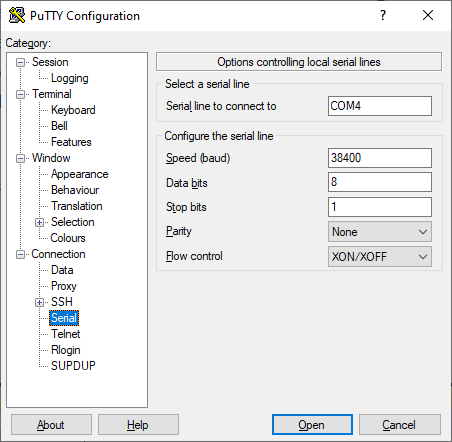 PuTTY Configuration
Category:
Session
Logging
Terminal
Keyboard
Bell
Features
Window
Appearance
Behaviour
Translation
Selection
Colours
Connection
Data
Proxy
SSH
Serial
Telnet
Rlogin
SUPDUP
Options controlling local serial lines
Select a serial line
Serial line to connect to COM4
Configure the serial line
Speed (baud) 38400
Data bits 8
Stop bits 1
Parity None
Flow control XON/XOFF
About Help Open Cancel